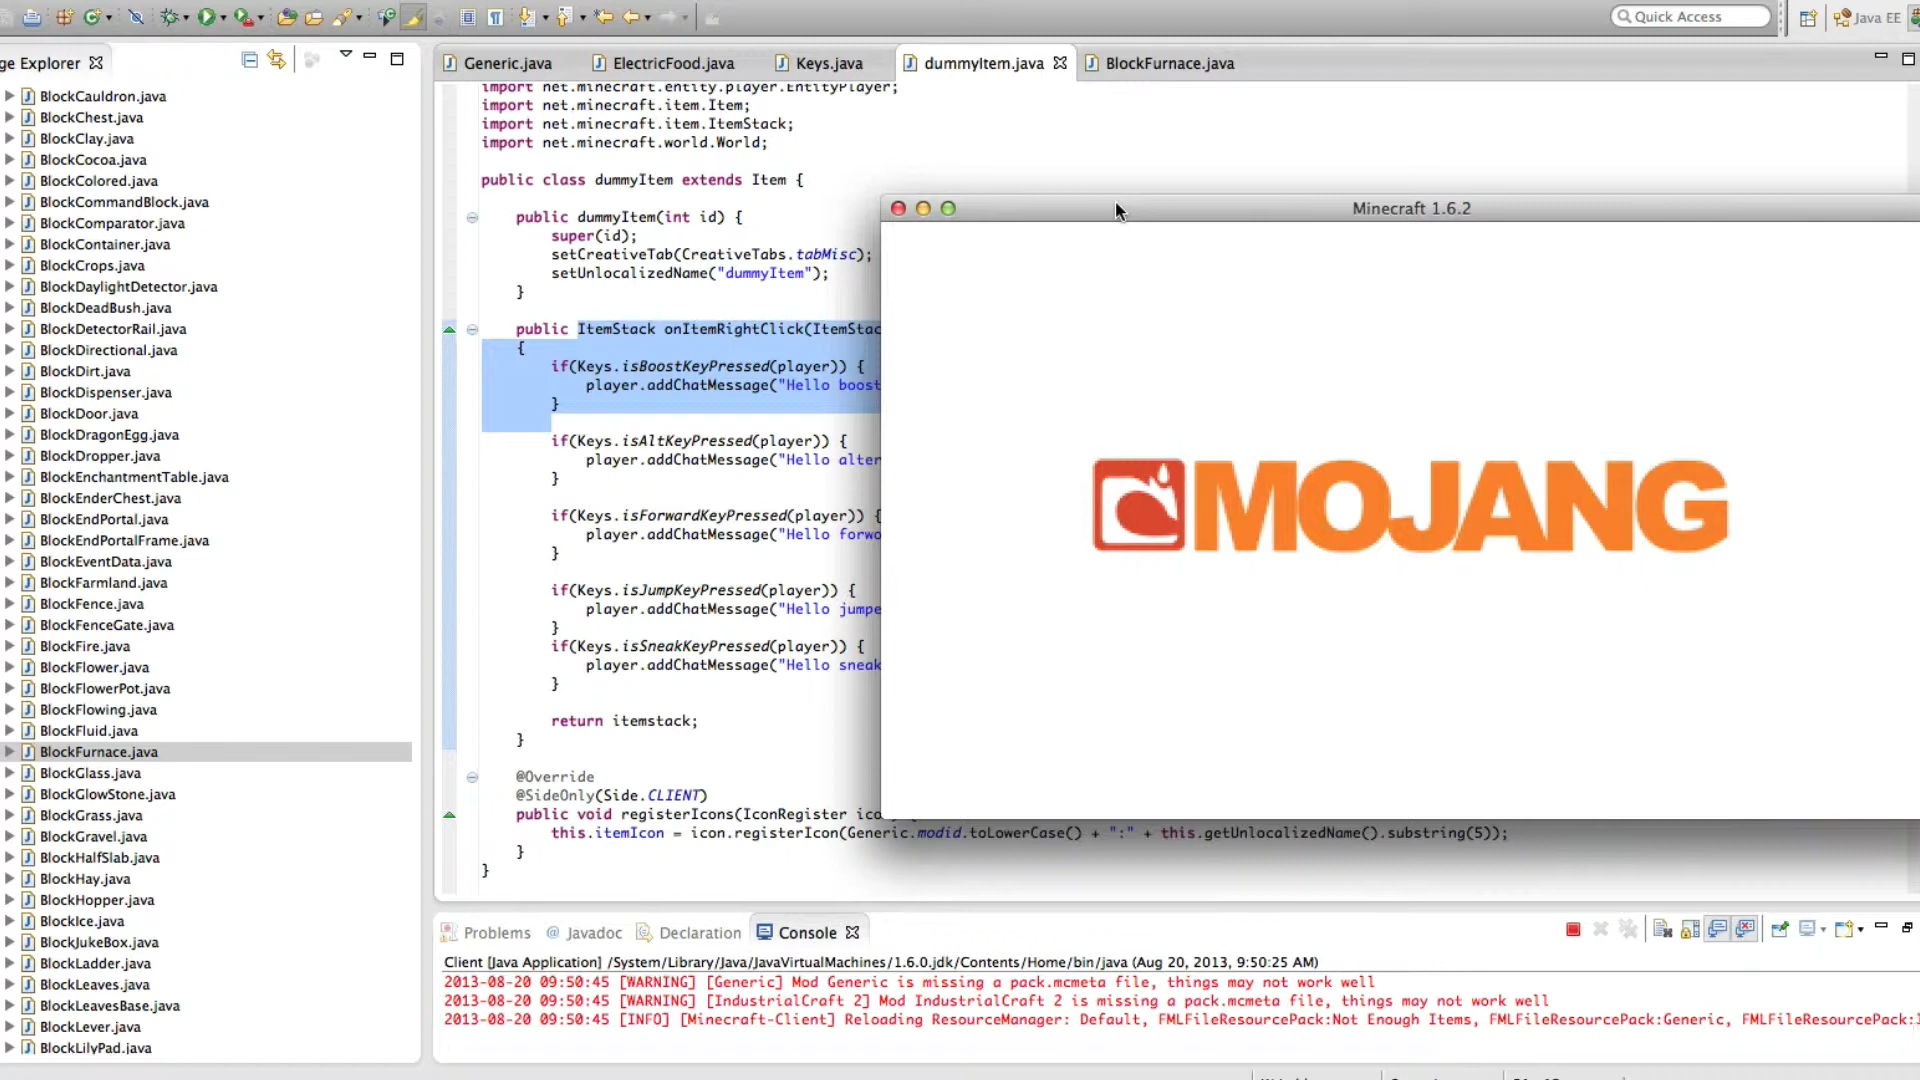 Quick Access
Java EE
ge Explorer
Generic.java
ElectricFood.java
Keys.java
dummyItem.java
BlockFurnace.java
BlockCauldron.java
BlockChest.java
BlockClay.java
BlockCocoa.java
BlockColored.java
BlockCommandBlock.java
BlockComparator.java
BlockContainer.java
BlockCrops.java
BlockDaylightDetector.java
BlockDeadBush.java
BlockDetectorRail.java
BlockDirectional.java
BlockDirt.java
BlockDispenser.java
BlockDoor.java
BlockDragonEgg.java
BlockDropper.java
BlockEnchantmentTable.java
BlockEnderChest.java
BlockEndPortal.java
BlockEndPortalFrame.java
BlockEventData.java
BlockFarmland.java
BlockFence.java
BlockFenceGate.java
BlockFire.java
BlockFlower.java
BlockFlowerPot.java
BlockFlowing.java
BlockFluid.java
BlockFurnace.java
BlockGlass.java
BlockGlowStone.java
BlockGrass.java
BlockGravel.java
BlockHalfSlab.java
BlockHay.java
BlockHopper.java
BlockIce.java
BlockJukeBox.java
BlockLadder.java
BlockLeaves.java
BlockLeavesBase.java
BlockLever.java
BlockLilyPad.java
import net.minecraft.entity.player.EntityPlayer;
import net.minecraft.item.Item;
import net.minecraft.item.ItemStack;
import net.minecraft.world.World;
public class dummyItem extends Item {
public dummyItem(int id) {
super(id);
setCreativeTab(CreativeTabs.tabMisc);
setUnlocalizedName("dummyItem");
}
public ItemStack onItemRightClick(ItemStac
{
if(Keys.isBoostKeyPressed(player)) {
player.addChatMessage("Hello boost
}
if(Keys.isAltKeyPressed(player)) {
player.addChatMessage("Hello alter
}
if(Keys.isForwardKeyPressed(player)) {
player.addChatMessage("Hello forwa
}
if(Keys.isJumpKeyPressed(player)) {
player.addChatMessage("Hello jumpe
}
if(Keys.isSneakKeyPressed(player)) {
player.addChatMessage("Hello sneak
}
return itemstack;
}
@Override
@SideOnly(Side.CLIENT)
public void registerIcons(IconRegister ico
this.itemIcon = icon.registerIcon(Generic.modid.toLowerCase() + ":" + this.getUnlocalizedName().substring(5));
}
}
Minecraft 1.6.2
MOJANG
Problems
@ Javadoc
Declaration
Console
Client [Java Application] /System/Library/Java/JavaVirtualMachines/1.6.0.jdk/Contents/Home/bin/java (Aug 20, 2013, 9:50:25 AM)
2013-08-20 09:50:45 [WARNING] [Generic] Mod Generic is missing a pack.mcmeta file, things may not work well
2013-08-20 09:50:45 [WARNING] [IndustrialCraft 2] Mod IndustrialCraft 2 is missing a pack.mcmeta file, things may not work well
2013-08-20 09:50:45 [INFO] [Minecraft-Client] Reloading ResourceManager: Default, FMLFileResourcePack:Not Enough Items, FMLFileResourcePack:Generic, FMLFileResourcePack: